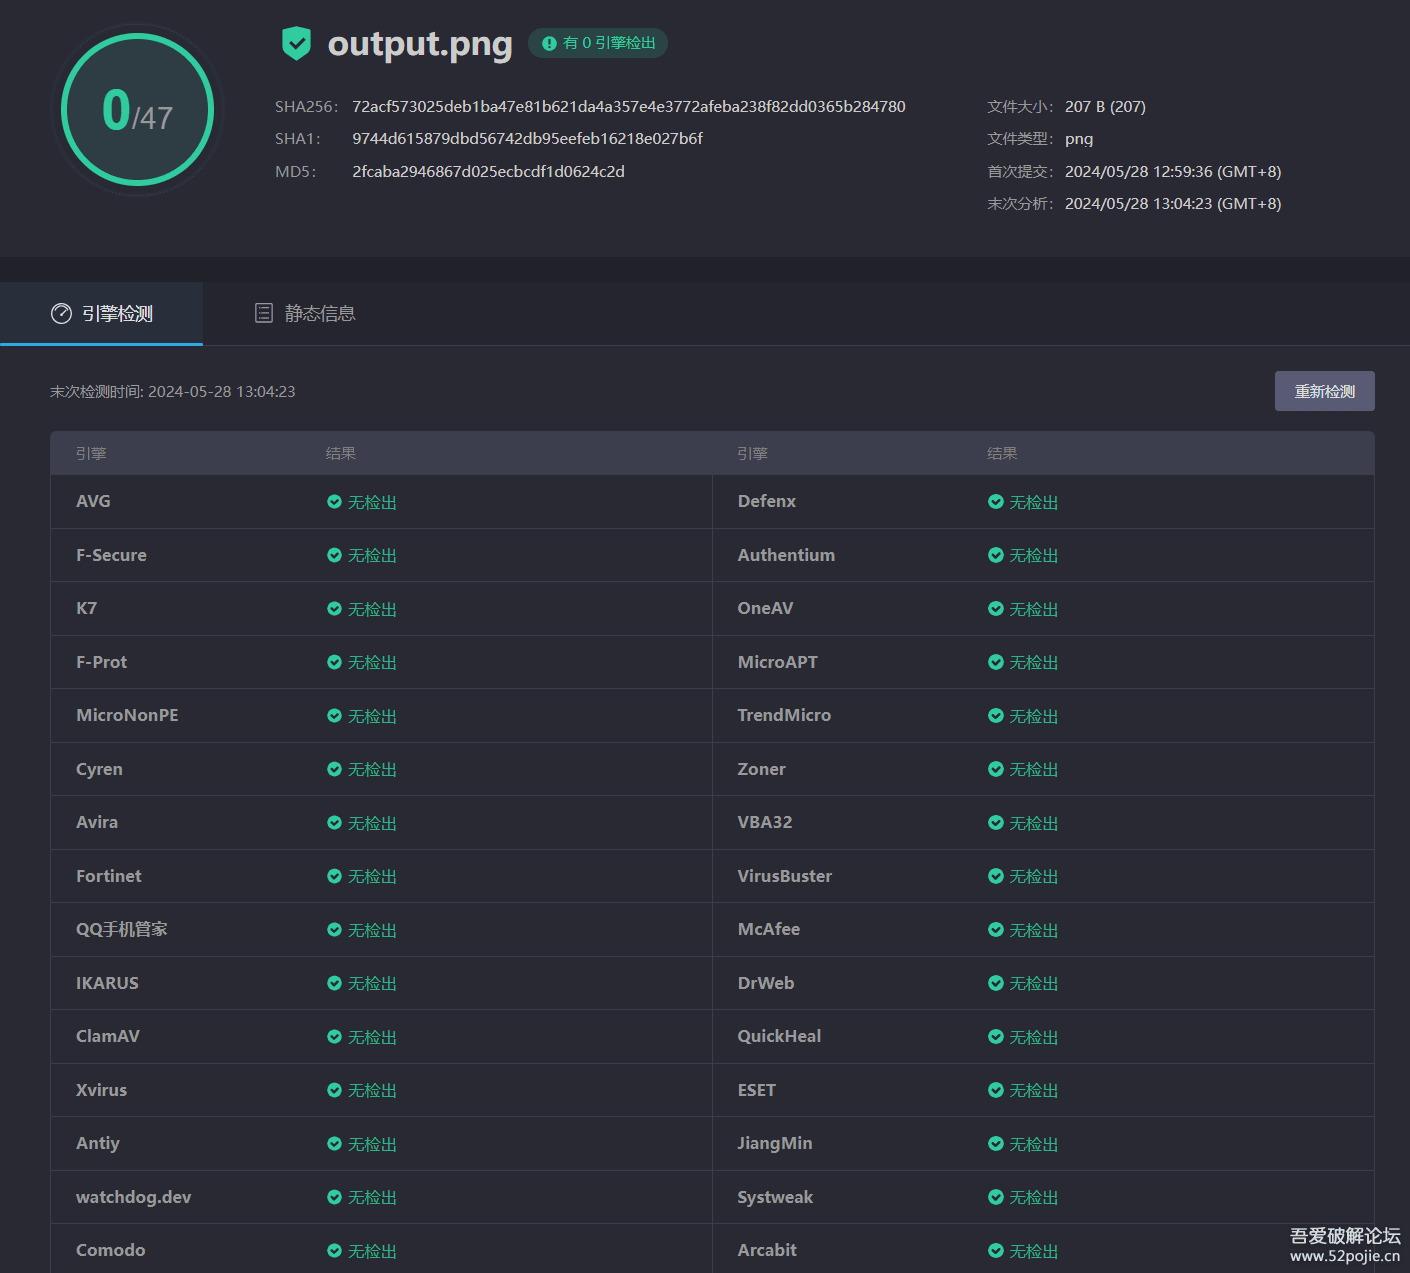 0/47
output.png
有 0 引擎检出
SHA256: 72acf573025deb1ba47e81b621da4a357e4e3772afeba238f82dd0365b284780
SHA1: 9744d615879dbd56742db95eefeb16218e027b6f
MD5: 2fcaba2946867d025ecbcdf1d0624c2d
文件大小: 207 B (207)
文件类型: png
首次提交: 2024/05/28 12:59:36 (GMT+8)
末次分析: 2024/05/28 13:04:23 (GMT+8)
引擎检测 静态信息
末次检测时间: 2024-05-28 13:04:23 重新检测
引擎 结果 引擎 结果
AVG 无检出 Defenx 无检出
F-Secure 无检出 Authentium 无检出
K7 无检出 OneAV 无检出
F-Prot 无检出 MicroAPT 无检出
MicroNonPE 无检出 TrendMicro 无检出
Cyren 无检出 Zoner 无检出
Avira 无检出 VBA32 无检出
Fortinet 无检出 VirusBuster 无检出
QQ手机管家 无检出 McAfee 无检出
IKARUS 无检出 DrWeb 无检出
ClamAV 无检出 QuickHeal 无检出
Xvirus 无检出 ESET 无检出
Antiy 无检出 JiangMin 无检出
watchdog.dev 无检出 Systweak 无检出
Comodo 无检出 Arcabit 无检出
吾爱破解论坛
www.52pojie.cn